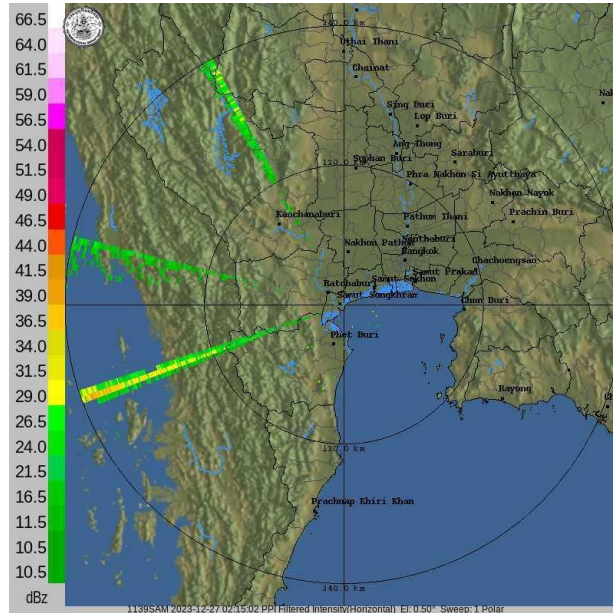 66.5
64.0
61.5
59.0
56.5
54.0
51.5
49.0
46.5
44.0
41.5
39.0
36.5
34.0
31.5
29.0
26.5
24.0
21.5
16.5
11.5
10.5
dBz
240.0 km
Uthai Thani
Chainat
Sing Buri
Lop Buri
Ang Thong
Saraburi
120.0 km
Suphan Buri
Phra Nakhon Si Ayutthaya
Nakhon Nayok
Kanchanaburi
Pathum Thani
Prachin Buri
Nonthaburi
Nakhon Pathom
Bangkok
Chachoengsao
Samut Prakan
Samut Sakhon
Ratchaburi
Samut Songkhram
Chon Buri
Phet Buri
Rayong
120.0 km
Prachuap Khiri Khan
240.0 km
1139SAM 2023-12-27 02:15:02 PPI Filtered Intensity(Horizontal) El: 0.50° Sweep: 1 Polar